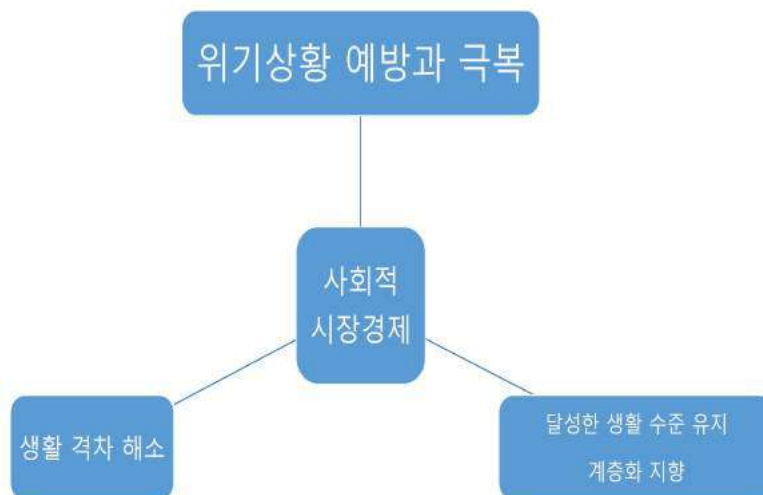 위기상황 예방과 극복
사회적
시장경제
생활 격차 해소
달성한 생활 수준 유지
계층화 지향